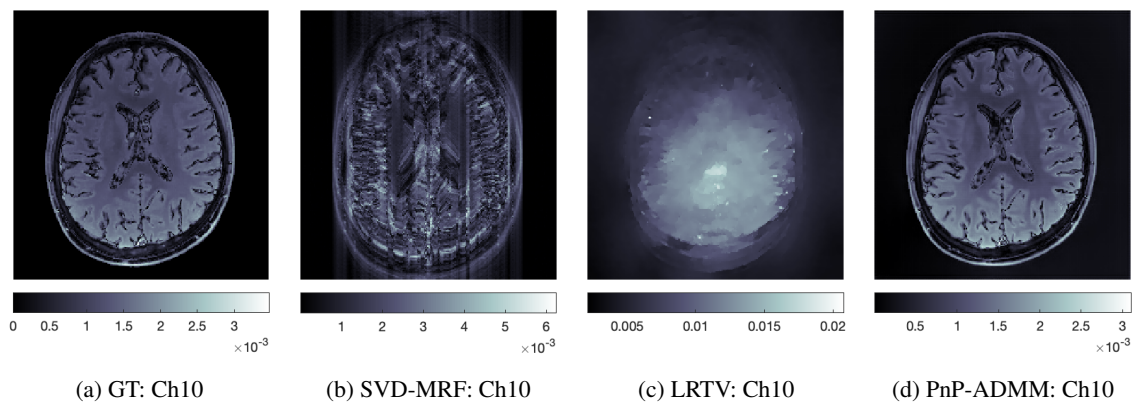 0 0.5 1 1.5 2 2.5 3
×10⁻³
1 2 3 4 5 6
×10⁻³
0.005 0.01 0.015 0.02
0.5 1 1.5 2 2.5 3
×10⁻³
(a) GT: Ch10
(b) SVD-MRF: Ch10
(c) LRTV: Ch10
(d) PnP-ADMM: Ch10